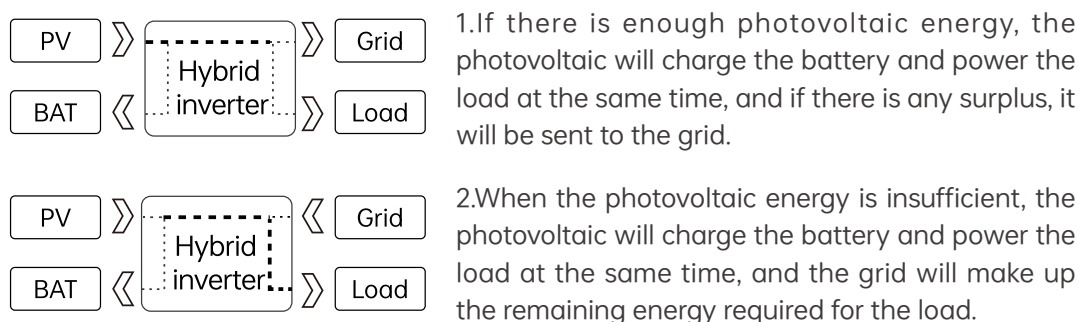 PV
Grid
Hybrid
inverter
BAT
Load
1.If there is enough photovoltaic energy, the
photovoltaic will charge the battery and power the
load at the same time, and if there is any surplus, it
will be sent to the grid.
PV
Grid
Hybrid
inverter
BAT
Load
2.When the photovoltaic energy is insufficient, the
photovoltaic will charge the battery and power the
load at the same time, and the grid will make up
the remaining energy required for the load.